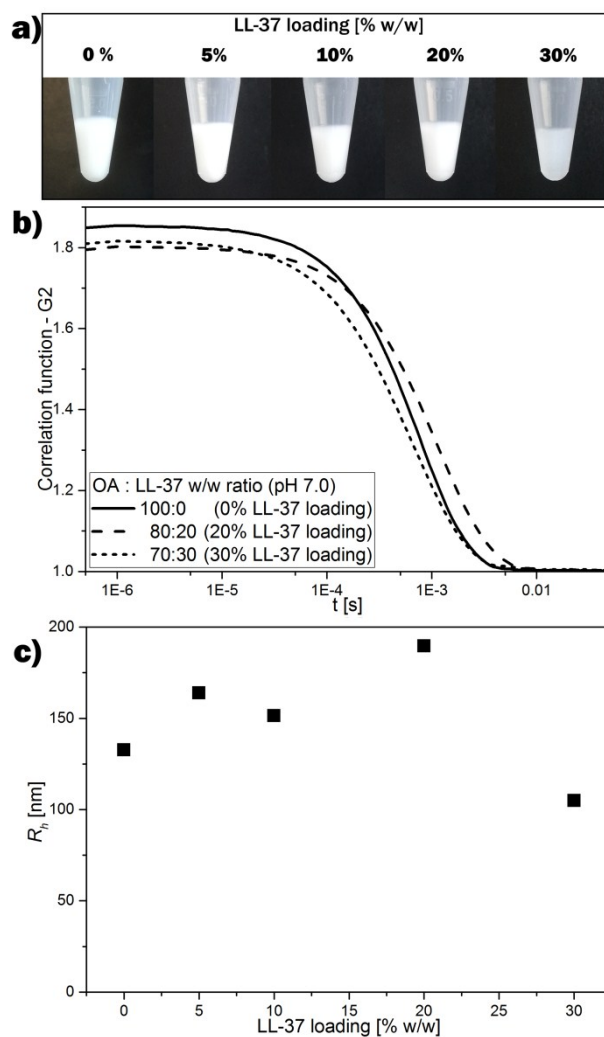 a)
LL-37 loading [% w/w]
0 % 5% 10% 20% 30%
b)
Correlation function - G2
1.8
1.6
1.4
1.2
1.0
OA : LL-37 w/w ratio (pH 7.0)
100:0 (0% LL-37 loading)
80:20 (20% LL-37 loading)
70:30 (30% LL-37 loading)
1E-6 1E-5 1E-4 1E-3 0.01
t [s]
c)
R_h [nm]
200
150
100
50
0
0 5 10 15 20 25 30
LL-37 loading [% w/w]